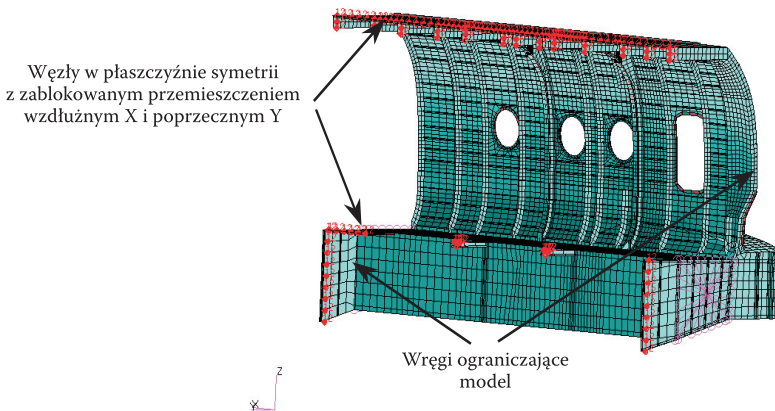 Węzły w płaszczyźnie symetrii
z zablokowanym przemieszczeniem
wzdłużnym X i poprzecznym Y
Wręgi ograniczające
model
Z
X